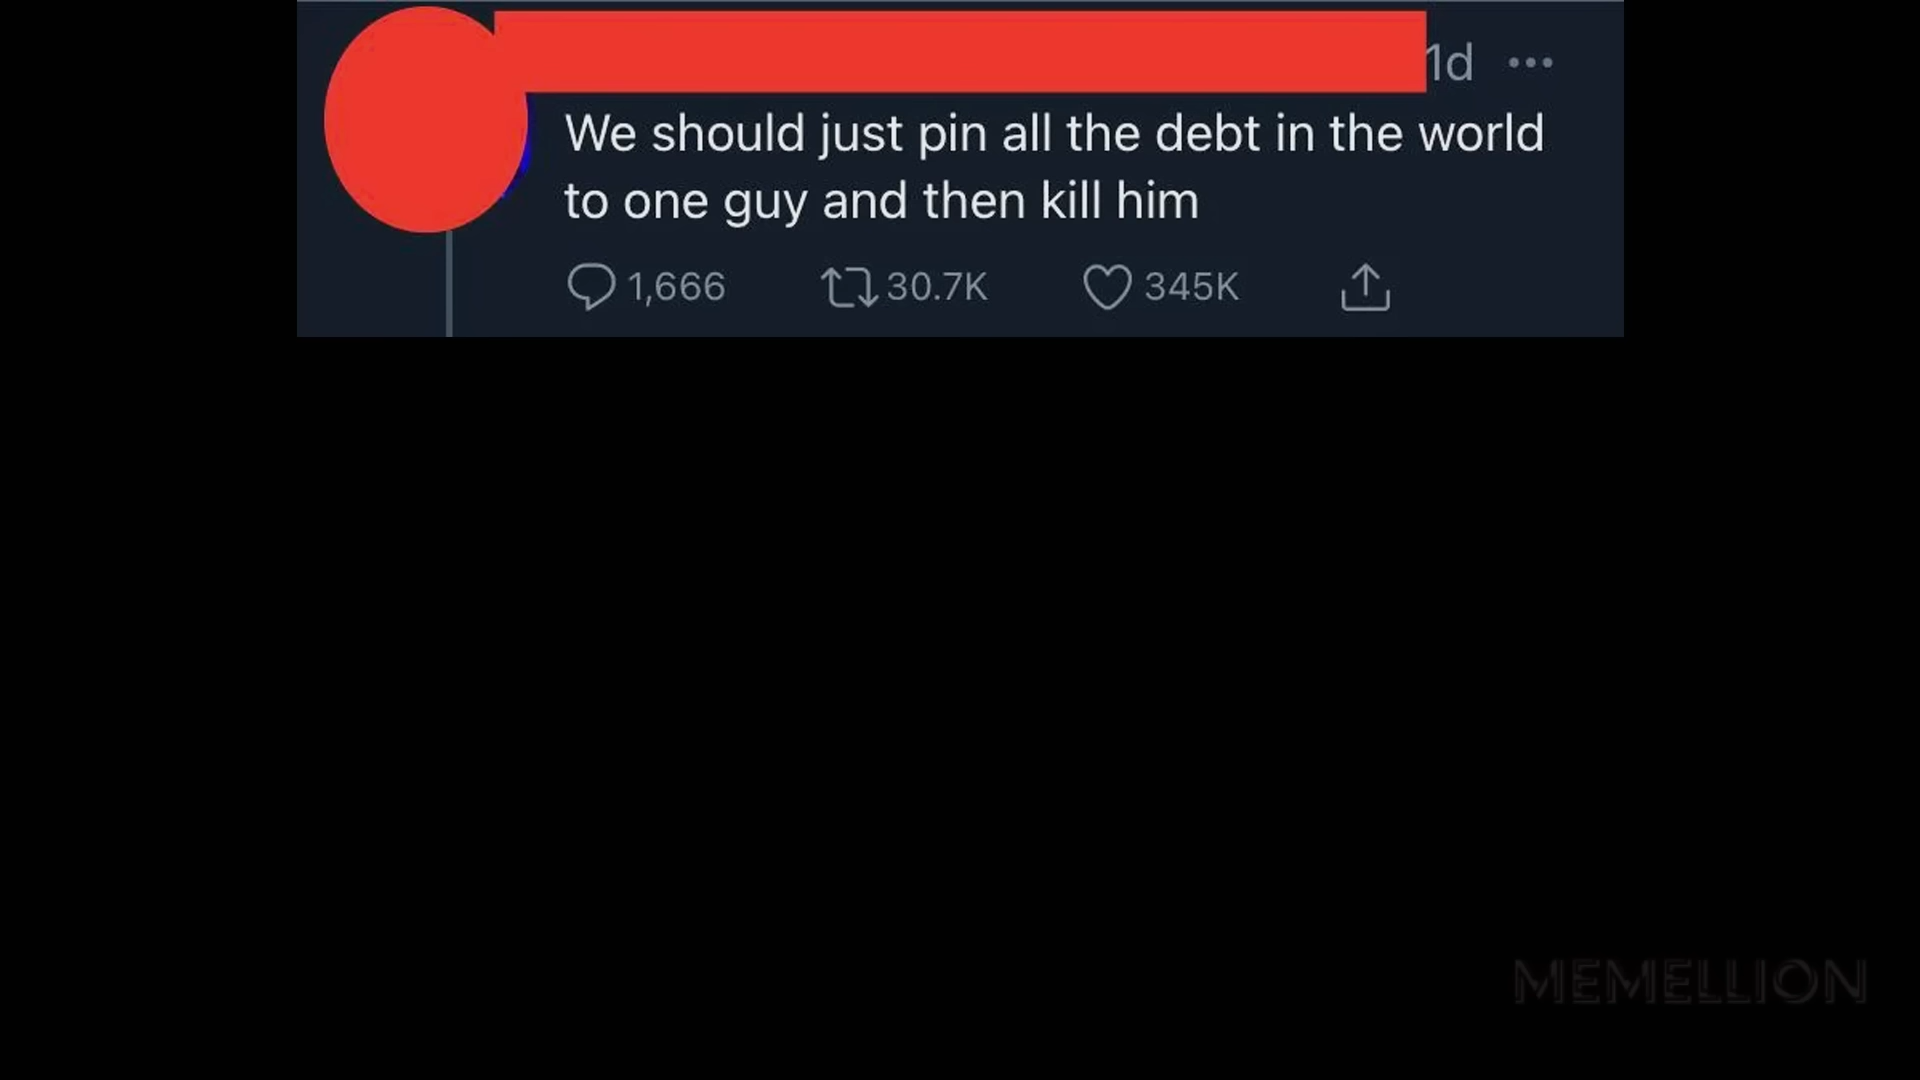 1d
We should just pin all the debt in the world
to one guy and then kill him
1,666 30.7K 345K
MEMELLION